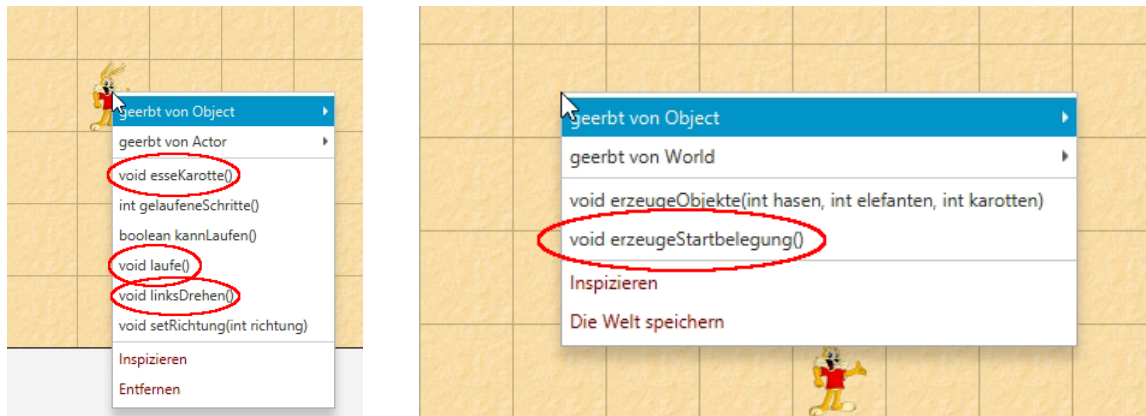 geerbt von Object
geerbt von Actor
void esseKarotte()
int gelaufeneSchritte()
boolean kannLaufen()
void laufe()
void linksDrehen()
void setRichtung(int richtung)
Inspizieren
Entfernen
geerbt von Object
geerbt von World
void erzeugeObjekte(int hasen, int elefanten, int karotten)
void erzeugeStartbelegung()
Inspizieren
Die Welt speichern